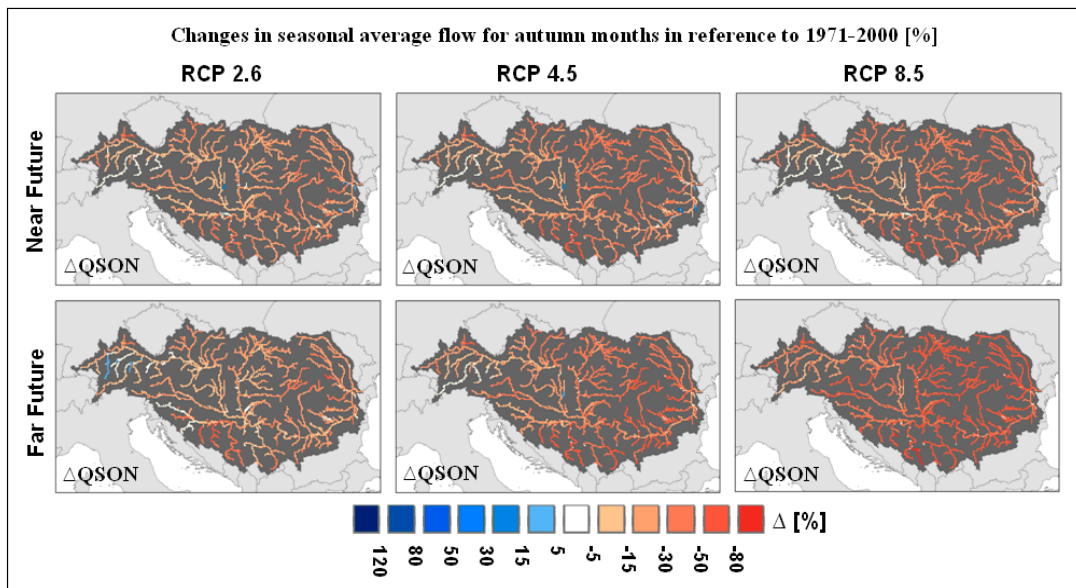 Changes in seasonal average flow for autumn months in reference to 1971-2000 [%]
RCP 2.6
RCP 4.5
RCP 8.5
Near Future
△QSON
△QSON
△QSON
Far Future
△QSON
△QSON
△QSON
Δ [%]
120
80
50
30
15
5
-5
-15
-30
-50
-80